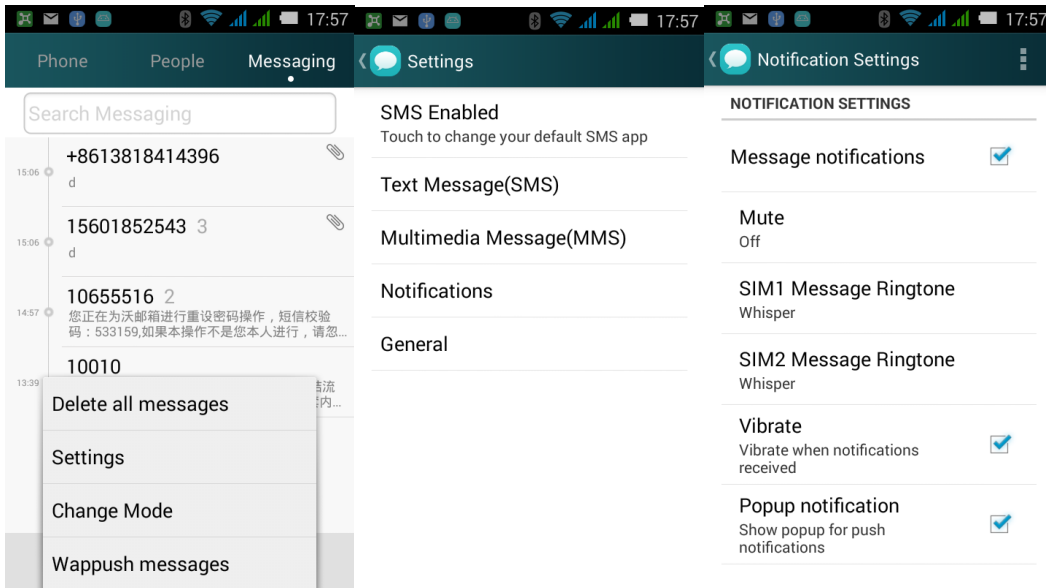 17:57
Phone People Messaging
Search Messaging
+8613818414396
15:06
d
15601852543 3
15:06
d
10655516 2
14:57
您正在为沃邮箱进行重设密码操作，短信校验
码：533159,如果本操作不是您本人进行，请忽...
10010
13:39
流
内...
Delete all messages
Settings
Change Mode
Wappush messages
17:57
Settings
SMS Enabled
Touch to change your default SMS app
Text Message(SMS)
Multimedia Message(MMS)
Notifications
General
17:57
Notification Settings
NOTIFICATION SETTINGS
Message notifications
Mute
Off
SIM1 Message Ringtone
Whisper
SIM2 Message Ringtone
Whisper
Vibrate
Vibrate when notifications
received
Popup notification
Show popup for push
notifications